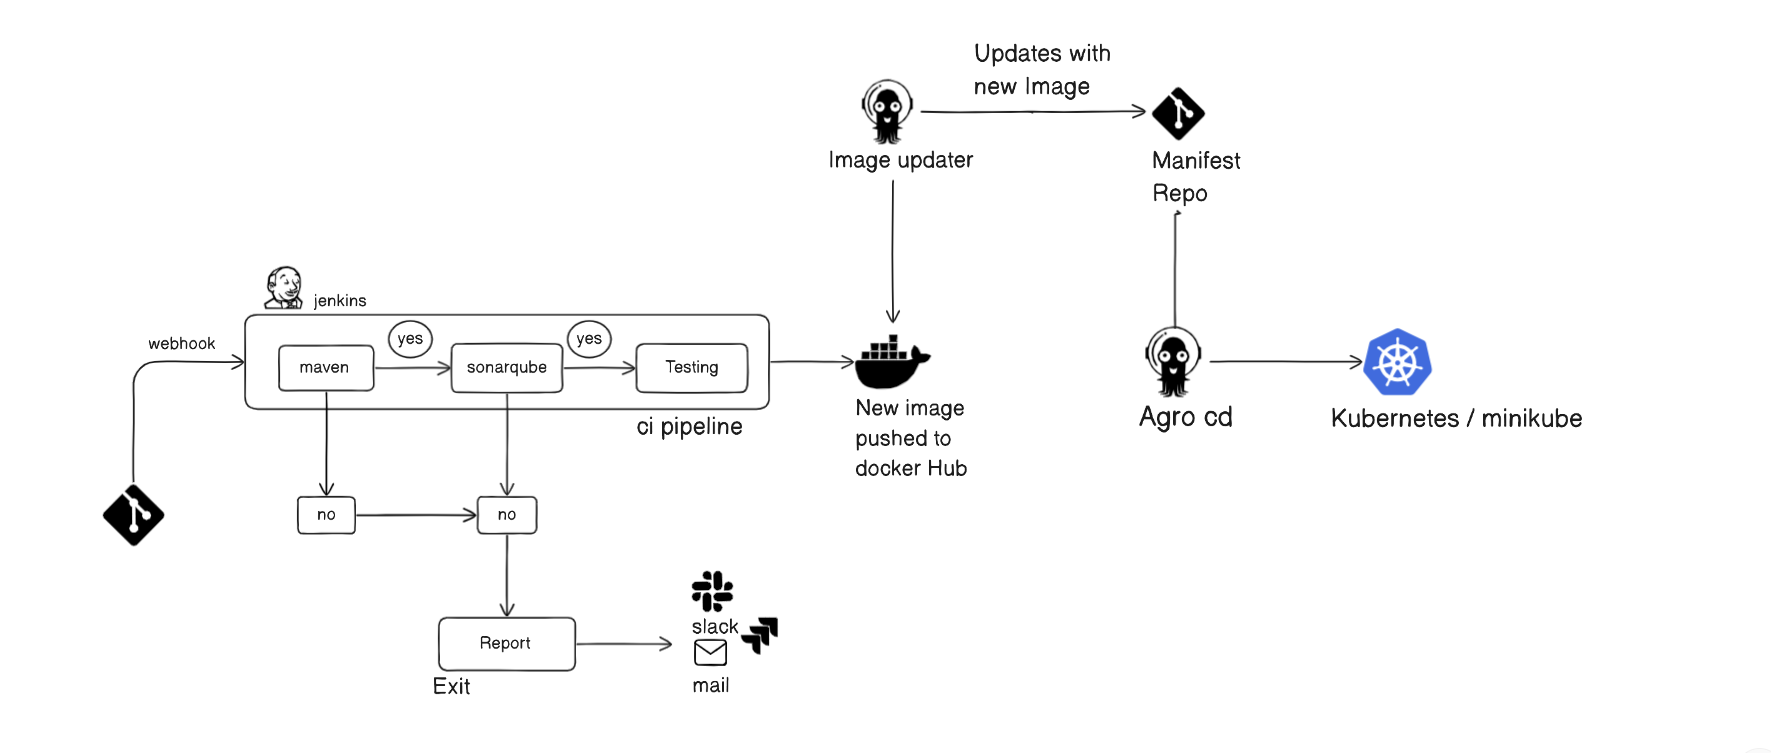 Updates with
new Image
Image updater
Manifest
Repo
jenkins
webhook
yes
yes
maven
sonarqube
Testing
ci pipeline
New image
pushed to
docker Hub
Agro cd
Kubernetes / minikube
no
no
slack
Report
Exit
mail